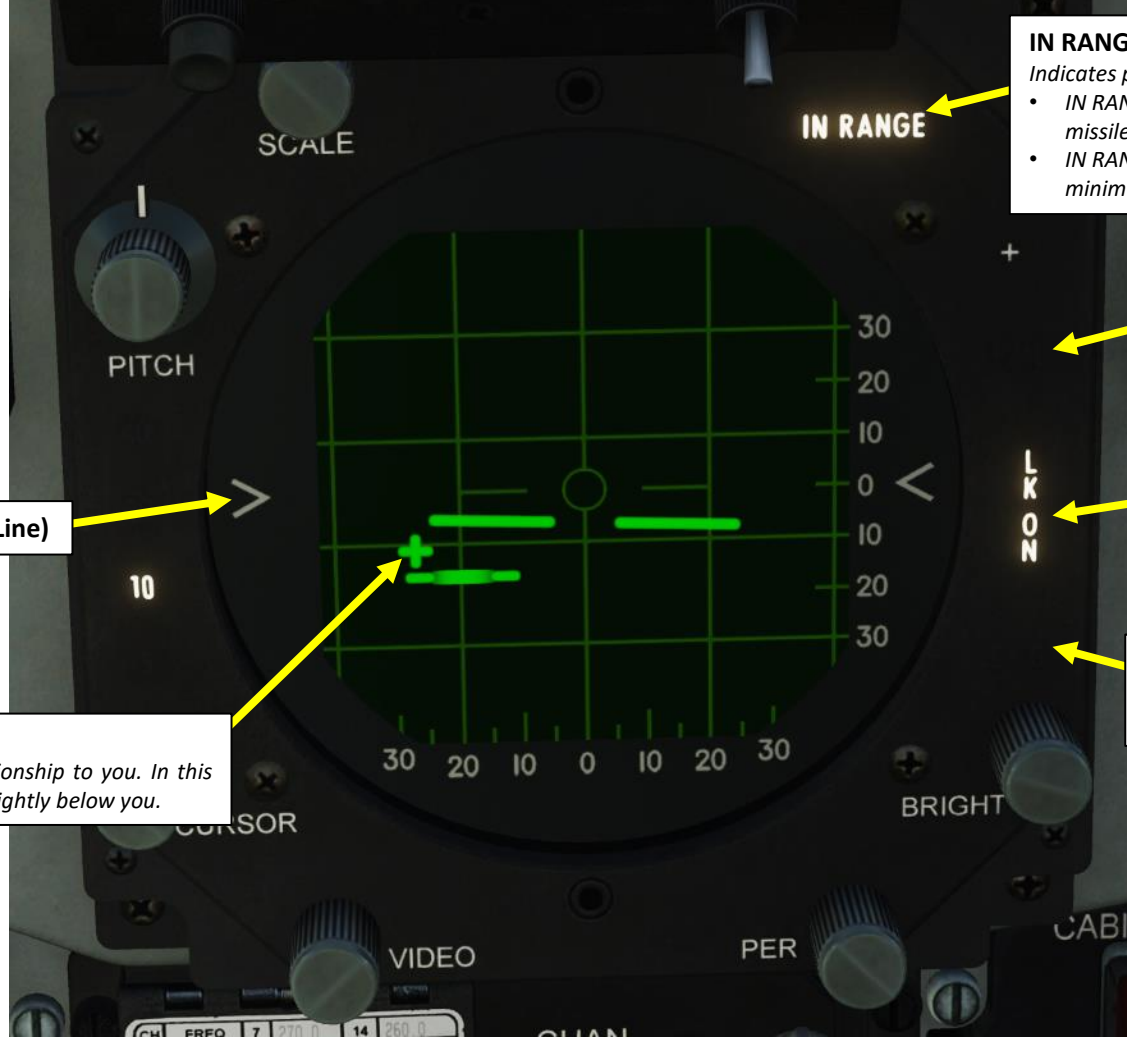 IN RANG
Indicates p
• IN RAN
missile
• IN RAN
minim
IN RANGE
SCALE
PITCH
+
30
20
10
0
10
20
30
>
<
L
K
O
N
Line)
10
ionship to you. In this
ightly below you.
30 20 10 0 10 20 30
CURSOR
BRIGHT
VIDEO
PER
CABI
CH FREQ 7 270.0 14 260.0
CHAN